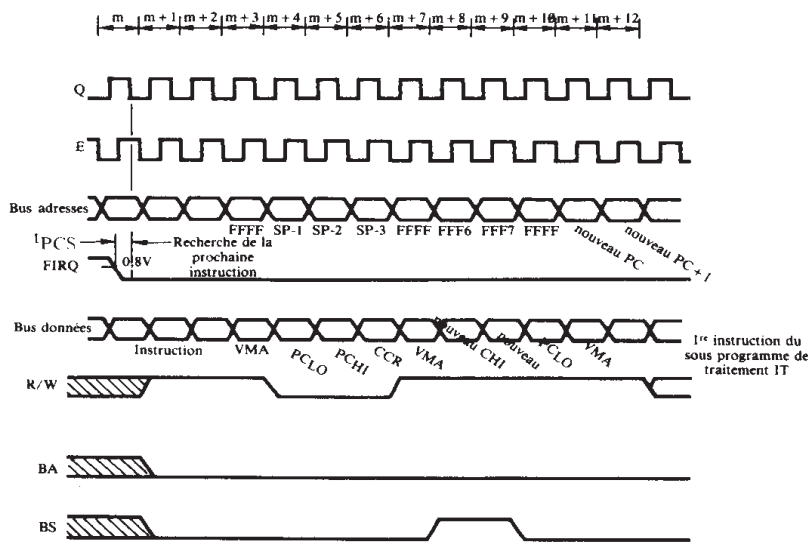 m m + 1 m + 2 m + 3 m + 4 m + 5 m + 6 m + 7 m + 8 m + 9 m + 10 m + 11 m + 12
Q
E
Bus adresses
FFFF SP-1 SP-2 SP-3 FFFF FFF6 FFF7 FFFF nouveau PC nouveau PC + 1
tPCS
FIRQ
0.8V
Recherche de la
prochaine
instruction
Bus données
Instruction VMA PCLO PCHI CCR VMA nouveau CHI nouveau PCLO VMA
1re instruction du
sous programme de
traitement IT
R/W
BA
BS